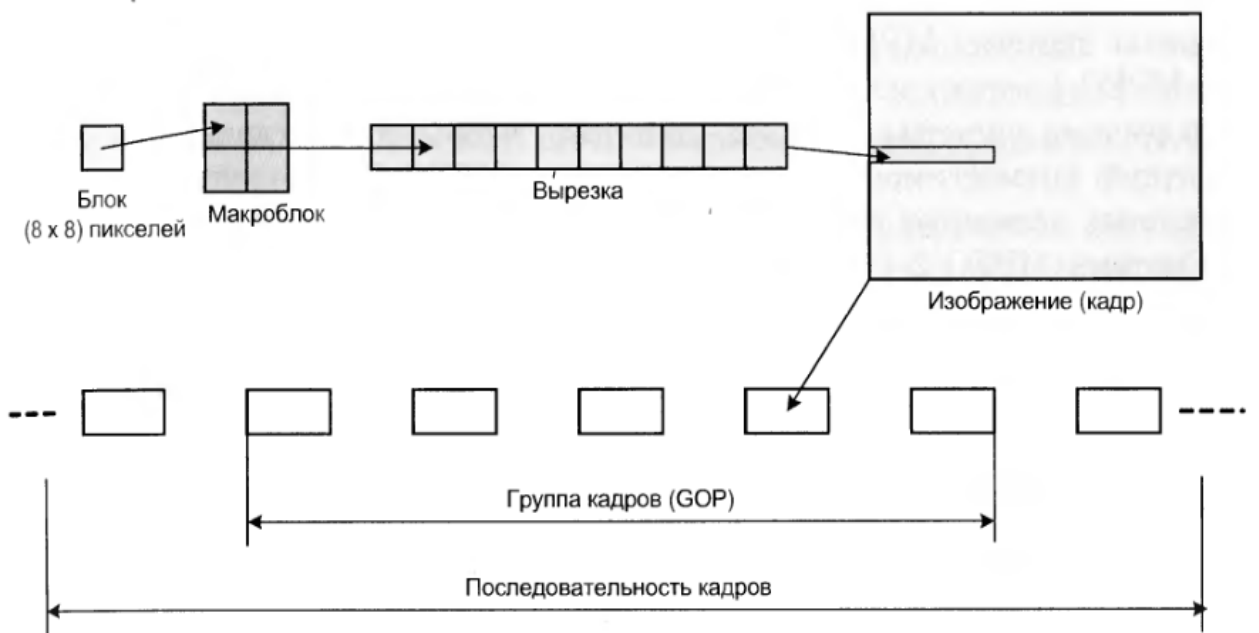 Блок
(8 x 8) пикселей
Макроблок
Вырезка
Изображение (кадр)
Группа кадров (GOP)
Последовательность кадров